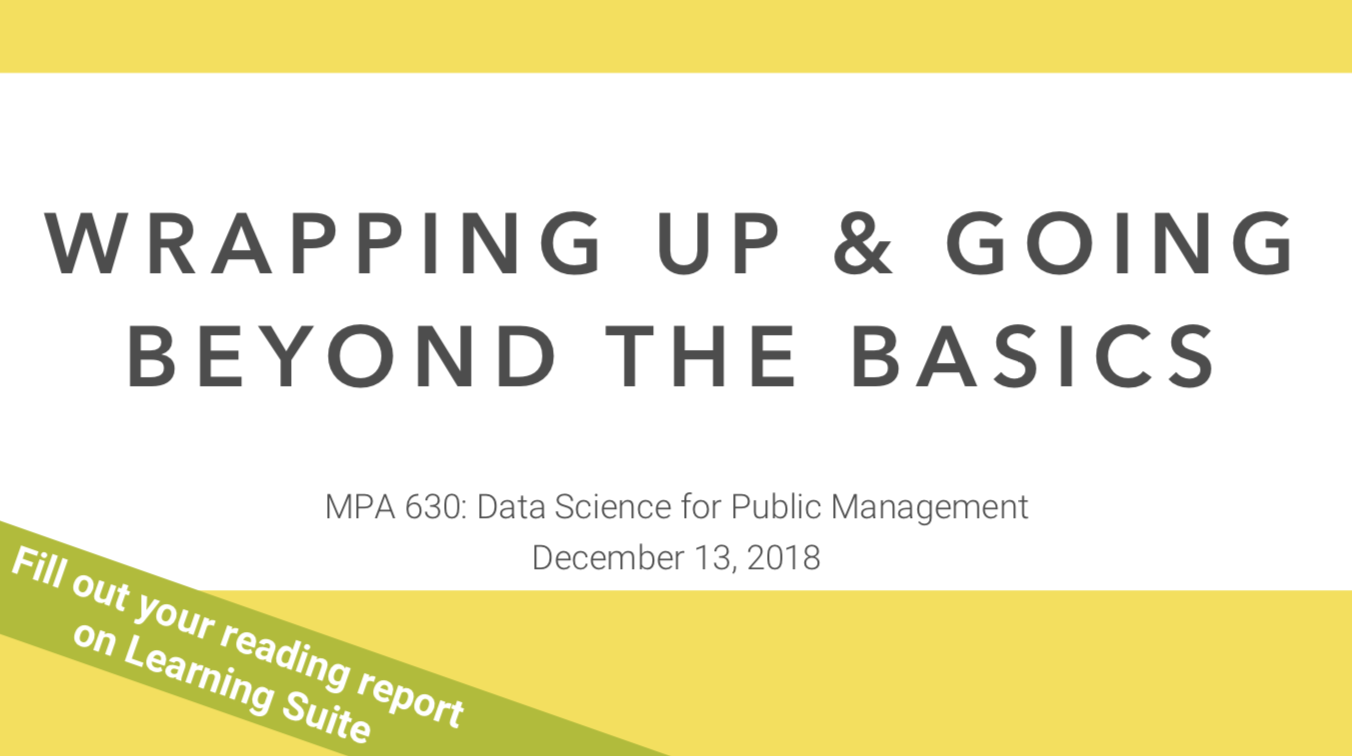 WRAPPING UP & GOING
BEYOND THE BASICS
MPA 630: Data Science for Public Management
December 13, 2018
Fill out your reading report
on Learning Suite